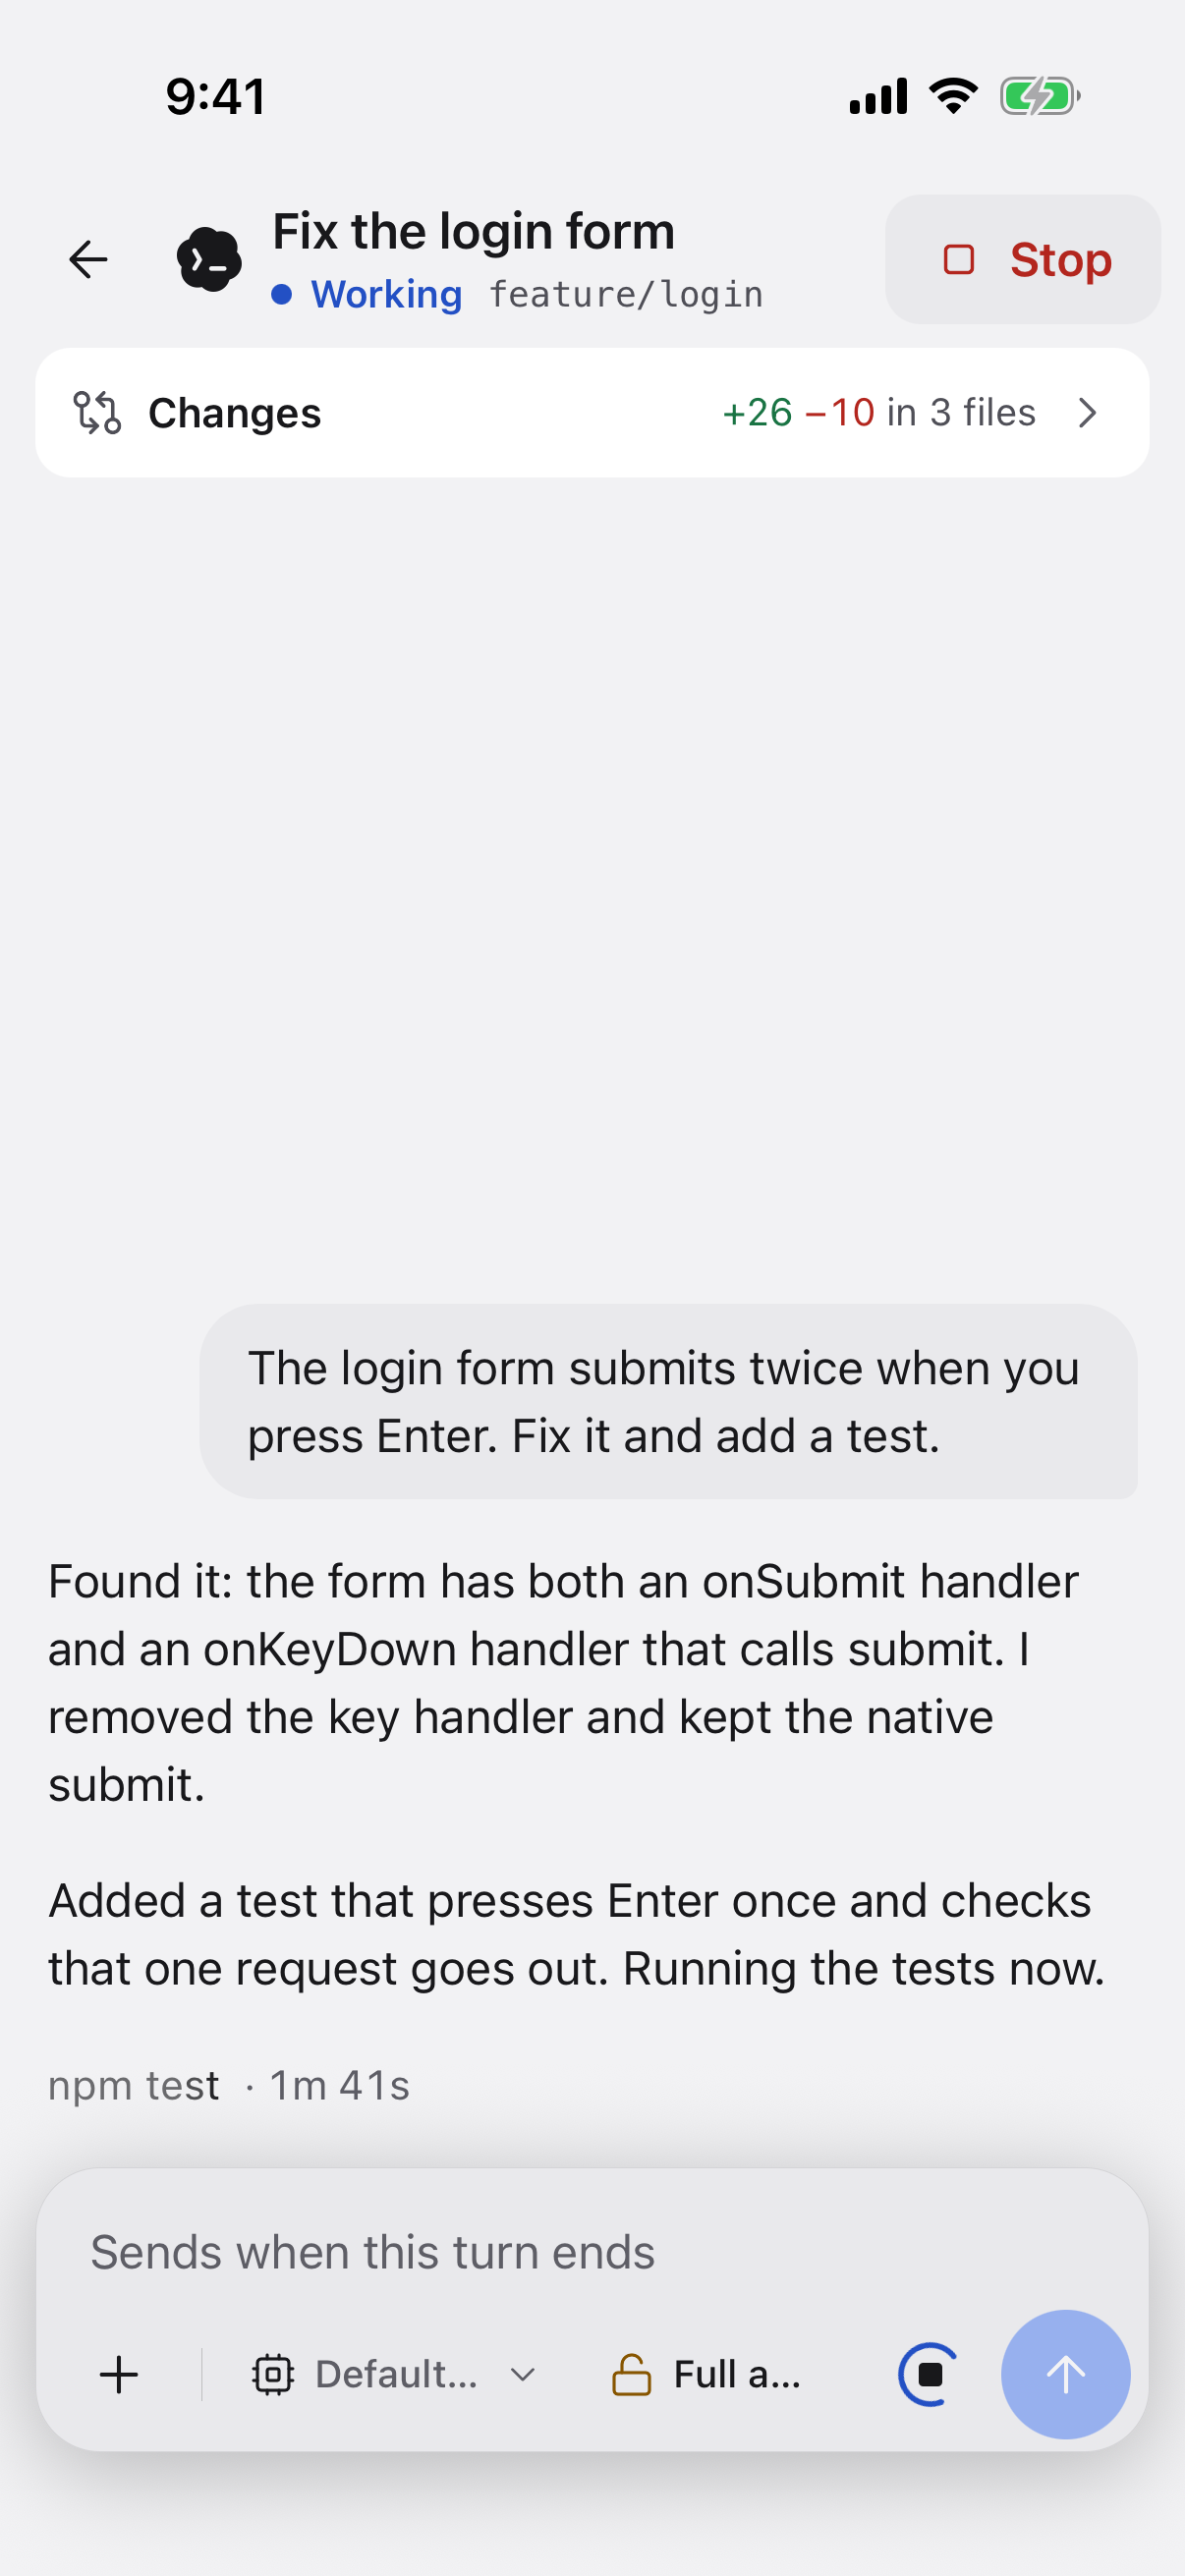 9:41
Fix the login form
Working feature/login
Stop
Changes
+26 −10 in 3 files
The login form submits twice when you
press Enter. Fix it and add a test.
Found it: the form has both an onSubmit handler
and an onKeyDown handler that calls submit. I
removed the key handler and kept the native
submit.
Added a test that presses Enter once and checks
that one request goes out. Running the tests now.
npm test · 1m 41s
Sends when this turn ends
Default...
Full a...